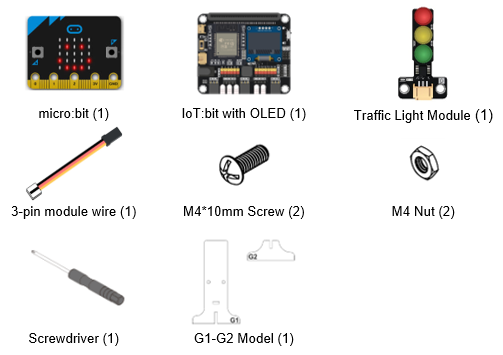 micro:bit (1)
IoT:bit with OLED (1)
Traffic Light Module (1)
3-pin module wire (1)
M4*10mm Screw (2)
M4 Nut (2)
G2
G1
Screwdriver (1)
G1-G2 Model (1)